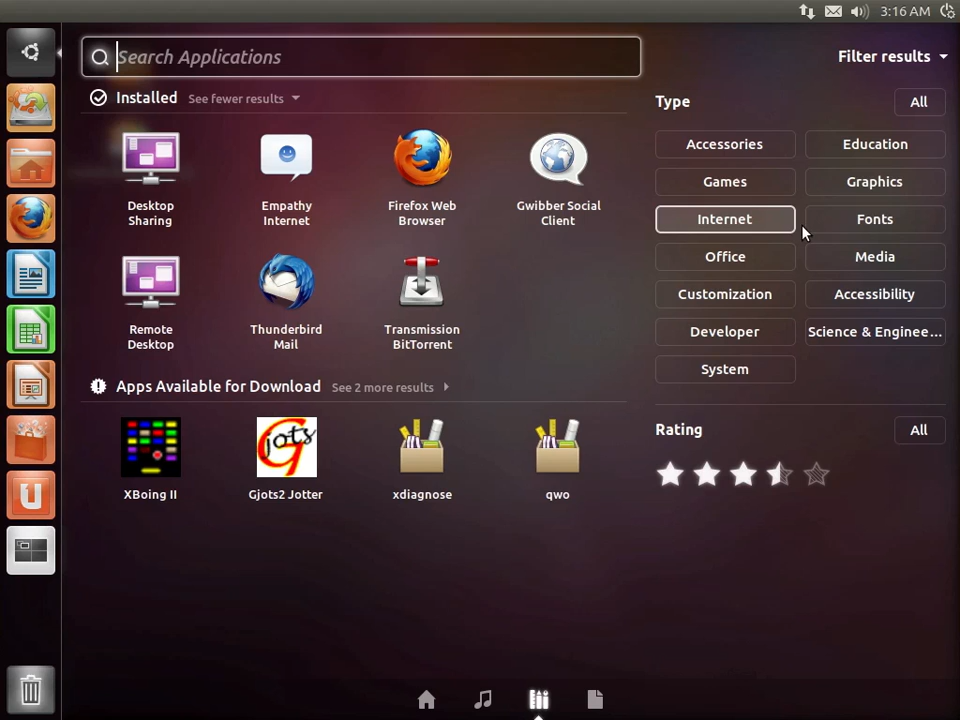 3:16 AM
Search Applications
Filter results
Installed See fewer results
Type All
Accessories Education
Games Graphics
Internet Fonts
Office Media
Customization Accessibility
Developer Science & Enginee...
System
Desktop
Sharing
Empathy
Internet
Firefox Web
Browser
Gwibber Social
Client
Remote
Desktop
Thunderbird
Mail
Transmission
BitTorrent
Apps Available for Download See 2 more results
Rating All
Jots
G
XBoing II Gjots2 Jotter xdiagnose qwo
U